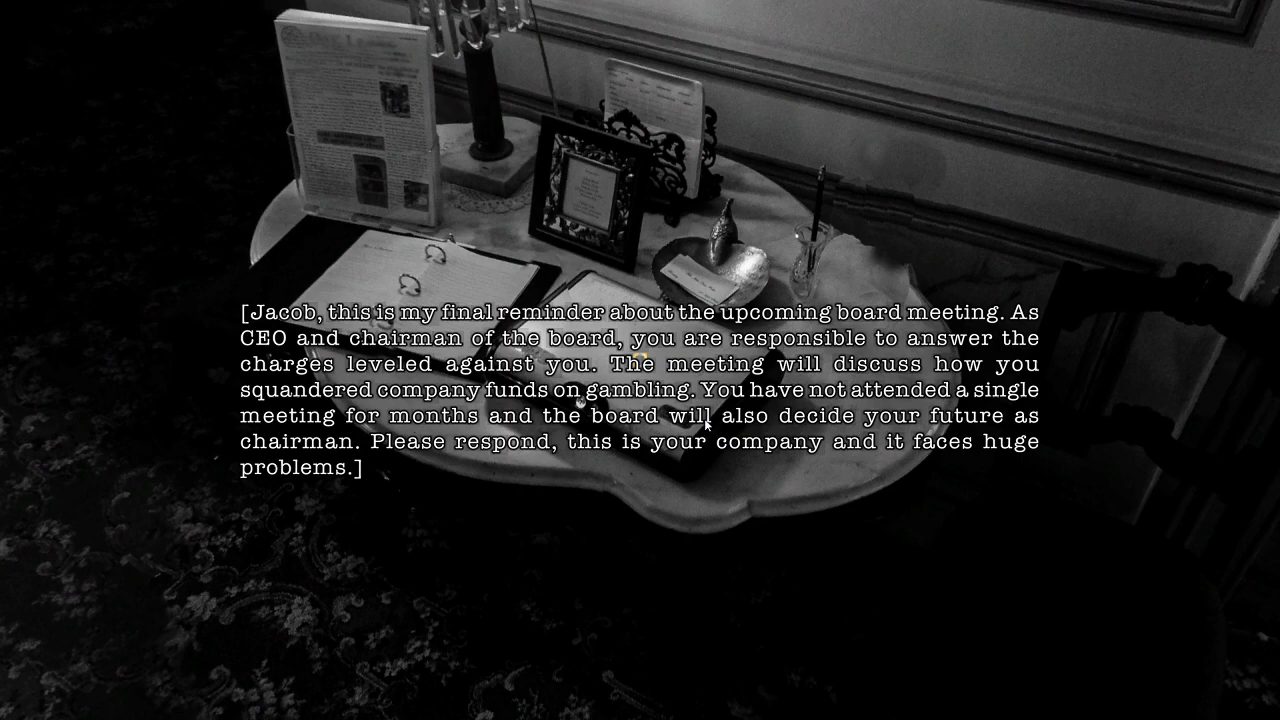 [Jacob, this is my final reminder about the upcoming board meeting. As
CEO and chairman of the board, you are responsible to answer the
charges leveled against you. The meeting will discuss how you
squandered company funds on gambling. You have not attended a single
meeting for months and the board will also decide your future as
chairman. Please respond, this is your company and it faces huge
problems.]